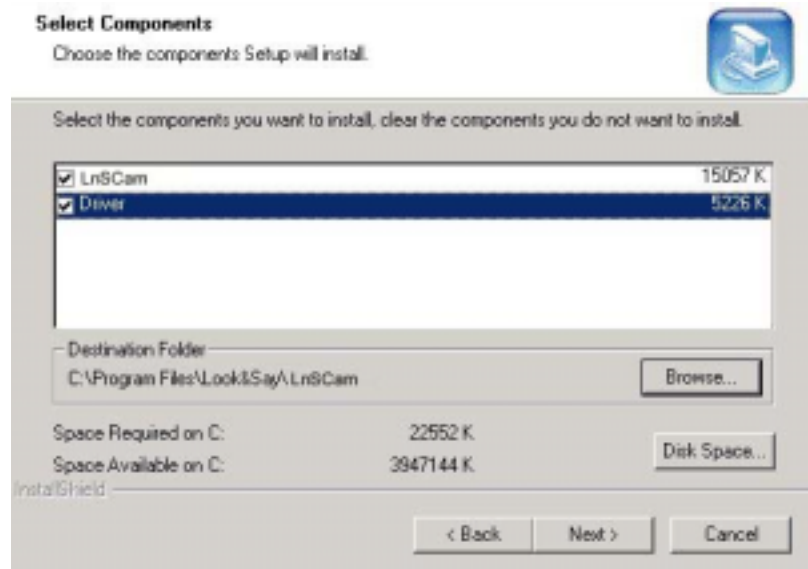 Select Components
Choose the components Setup will install.
Select the components you want to install, clear the components you do not want to install.
LnSCam 15057 K
Driver 5226 K
Destination Folder
C:\Program Files\Look&Say\LnSCam
Browse...
Space Required on C: 22552 K
Space Available on C: 3947144 K
Disk Space...
InstallShield
< Back Next > Cancel